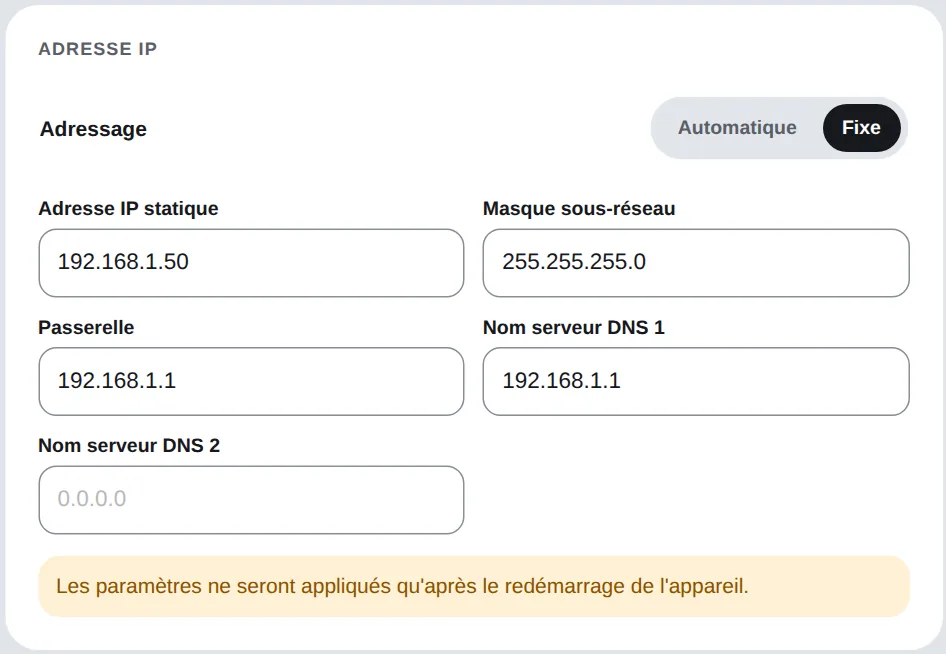 ADRESSE IP
Adressage
Automatique
Fixe
Adresse IP statique
Masque sous-réseau
192.168.1.50
255.255.255.0
Passerelle
Nom serveur DNS 1
192.168.1.1
192.168.1.1
Nom serveur DNS 2
0.0.0.0
Les paramètres ne seront appliqués qu'après le redémarrage de l'appareil.